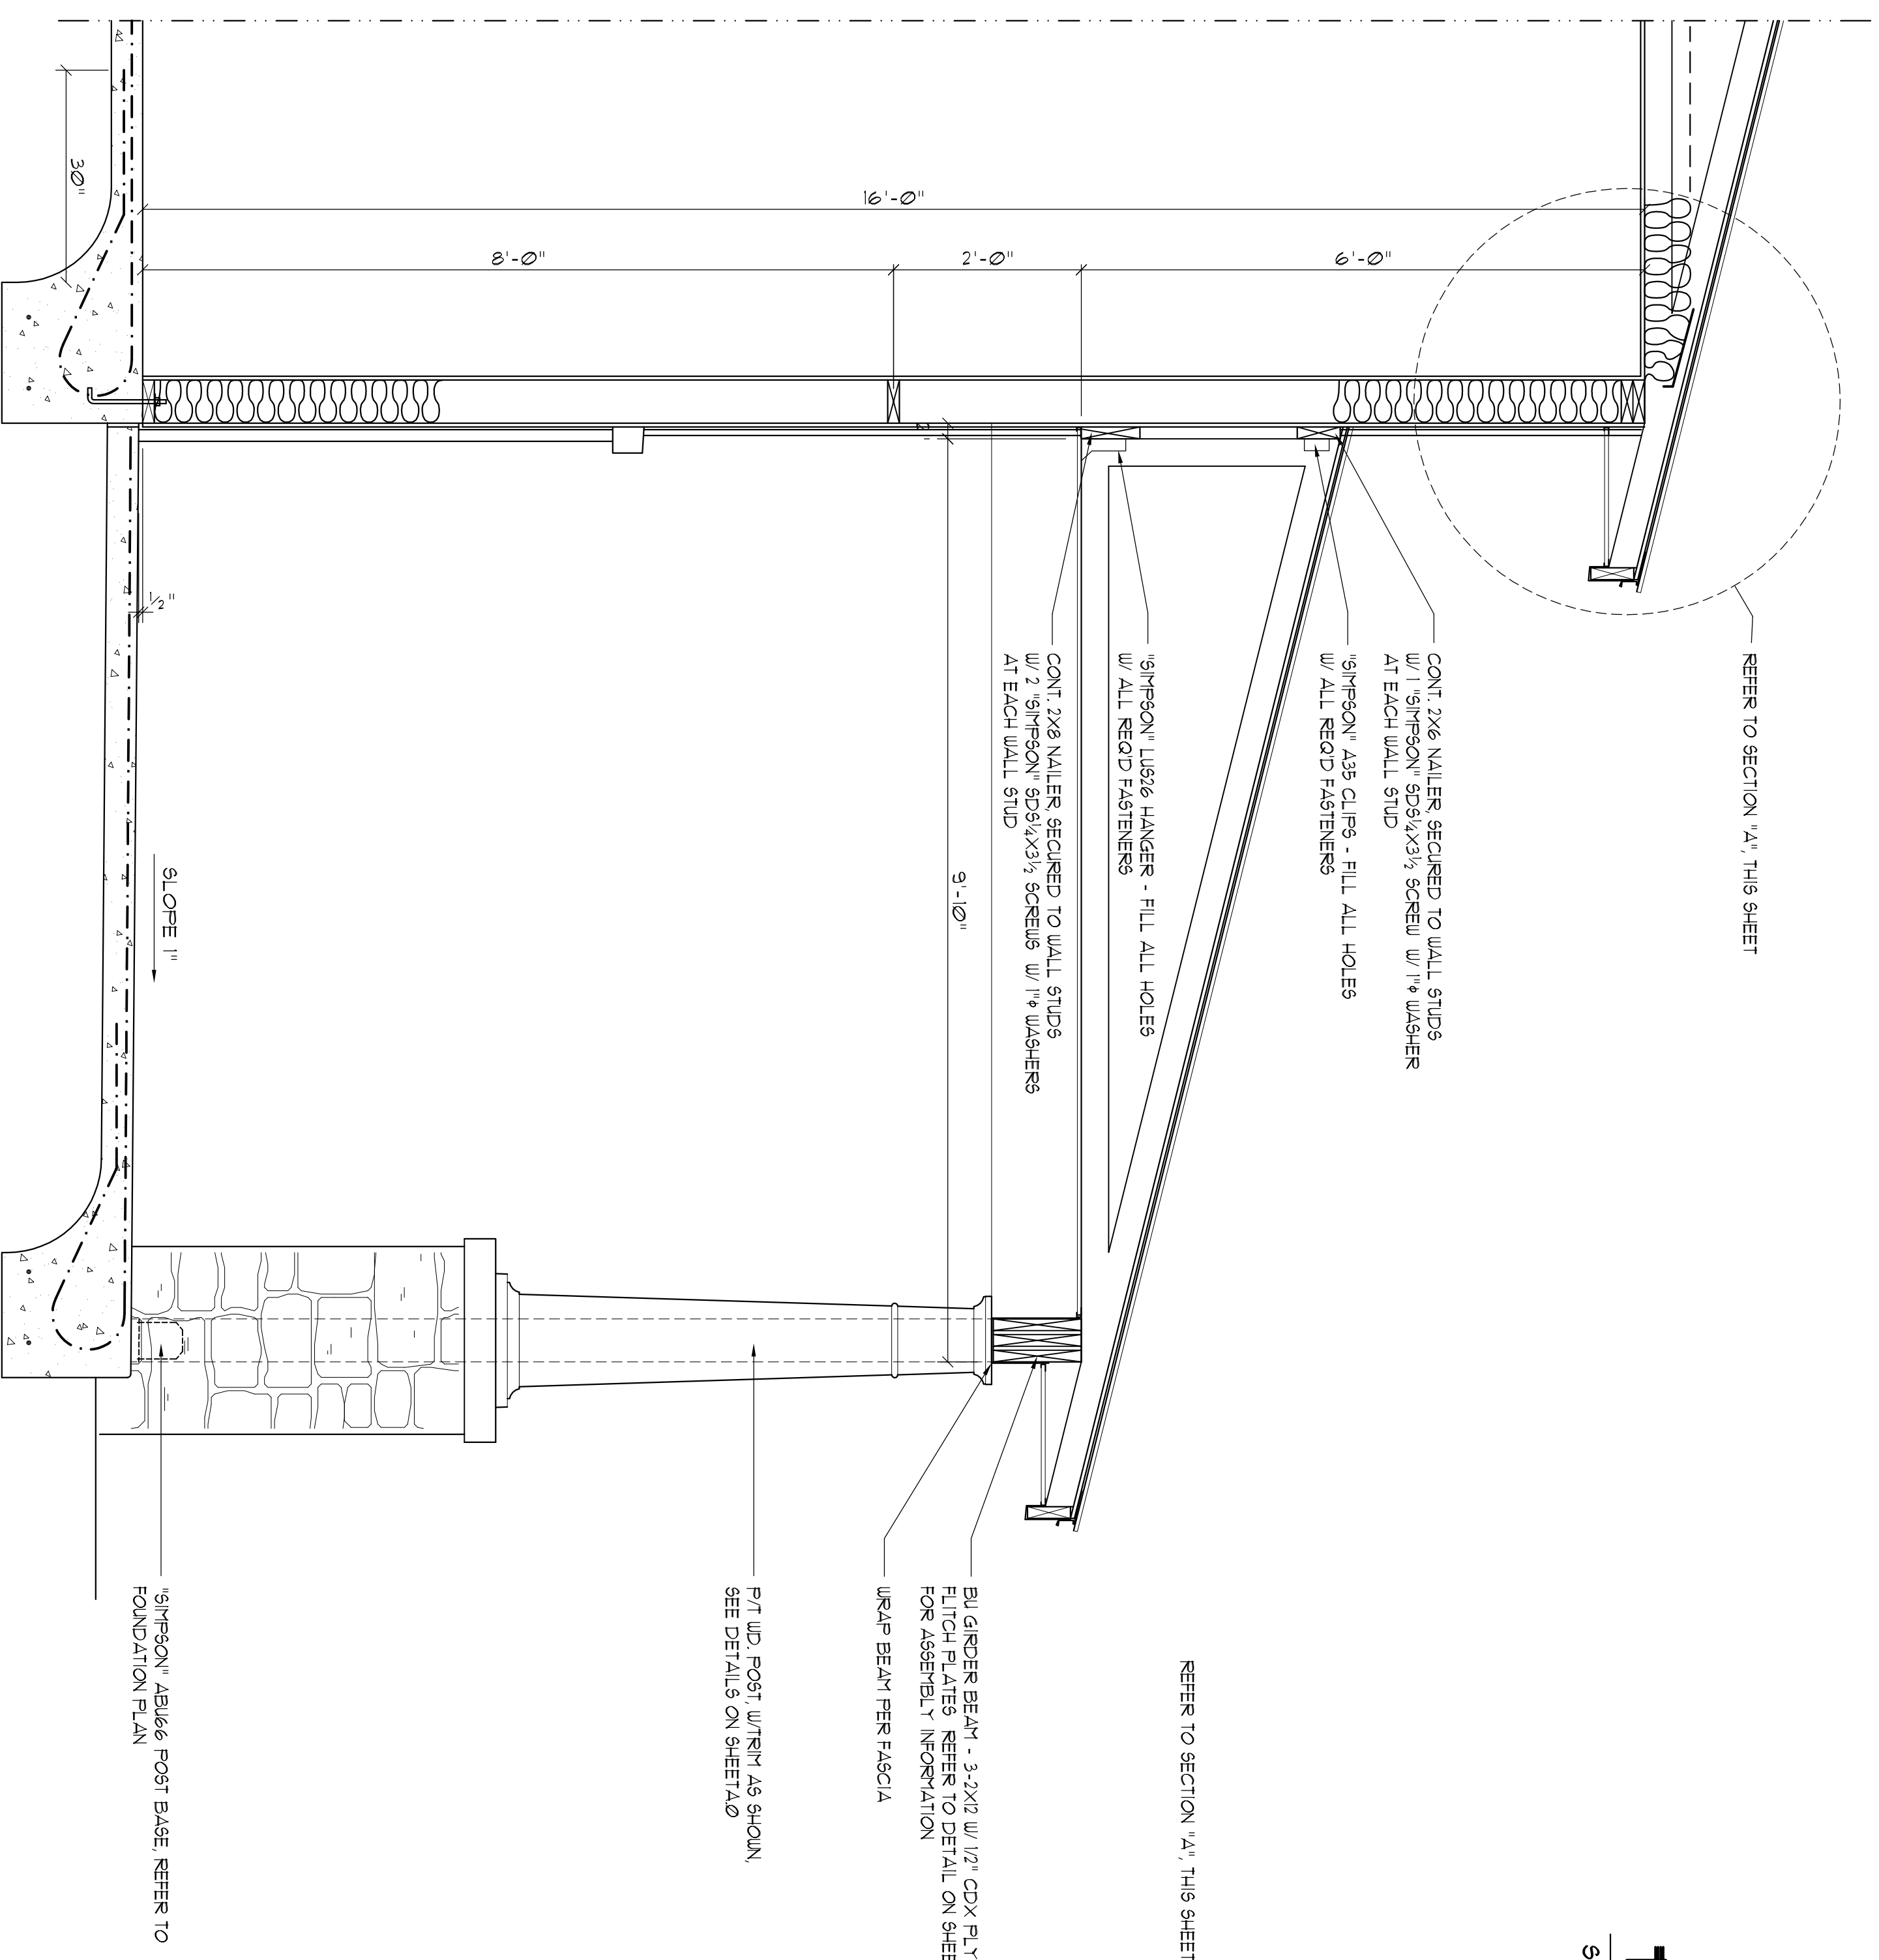 REFER TO SECTION "A", THIS SHEET
CONT. 2X6 NAILER, SECURED TO WALL STUDS
W/ 1 "SIMPSON" SDS¼X3½ SCREW W/ 1"ϕ WASHER
AT EACH WALL STUD
"SIMPSON" A35 CLIPS - FILL ALL HOLES
W/ ALL REQ'D FASTENERS
"SIMPSON" LUS26 HANGER - FILL ALL HOLES
W/ ALL REQ'D FASTENERS
CONT. 2X8 NAILER, SECURED TO WALL STUDS
W/ 2 "SIMPSON" SDS¼X3½ SCREWS W/ 1"ϕ WASHERS
AT EACH WALL STUD
16'-0"
8'-0"
2'-0"
6'-0"
9'-10"
30"
1/2"
SLOPE 1"
REFER TO SECTION "A", THIS SHEET
BU GIRDER BEAM - 3-2X12 W/ 1/2" CDX PLY
FLITCH PLATES REFER TO DETAIL ON
FOR ASSEMBLY INFORMATION
WRAP BEAM PER FASCIA
P/T WD. POST, W/TRIM AS SHOWN,
SEE DETAILS ON SHEET A.0
"SIMPSON" ABU66 POST BASE, REFER TO
FOUNDATION PLAN
S